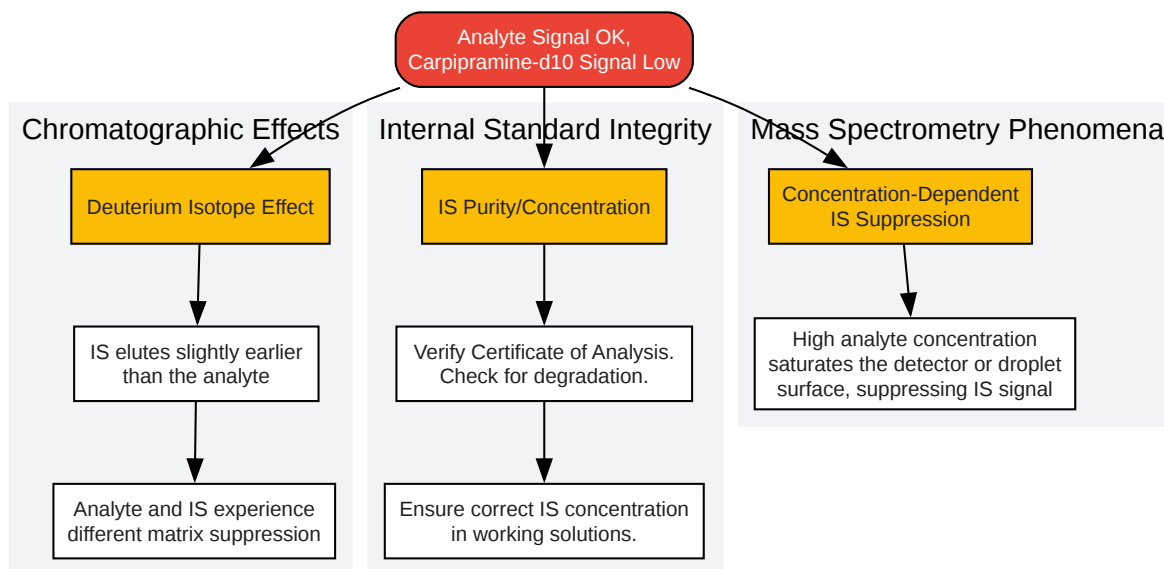 Analyte Signal OK,
Carpipramine-d10 Signal Low
Chromatographic Effects
Deuterium Isotope Effect
IS elutes slightly earlier
than the analyte
Analyte and IS experience
different matrix suppression
Internal Standard Integrity
IS Purity/Concentration
Verify Certificate of Analysis.
Check for degradation.
Ensure correct IS concentration
in working solutions.
Mass Spectrometry Phenomena
Concentration-Dependent
IS Suppression
High analyte concentration
saturates the detector or droplet
surface, suppressing IS signal